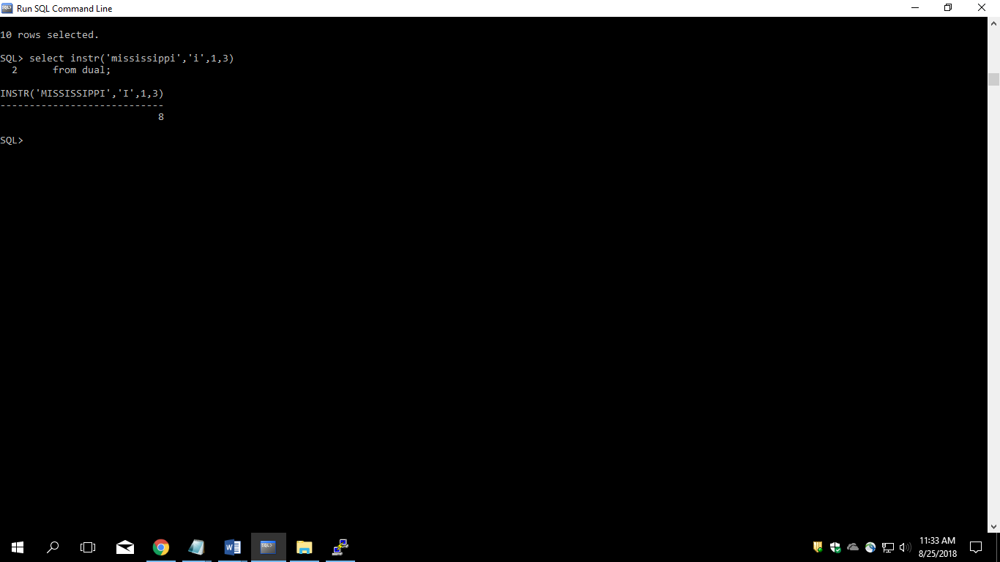 Run SQL Command Line
10 rows selected.
SQL> select instr('mississippi','i',1,3)
  2      from dual;
INSTR('MISSISSIPPI','I',1,3)
----------------------------
                           8
SQL>
11:33 AM
8/25/2018